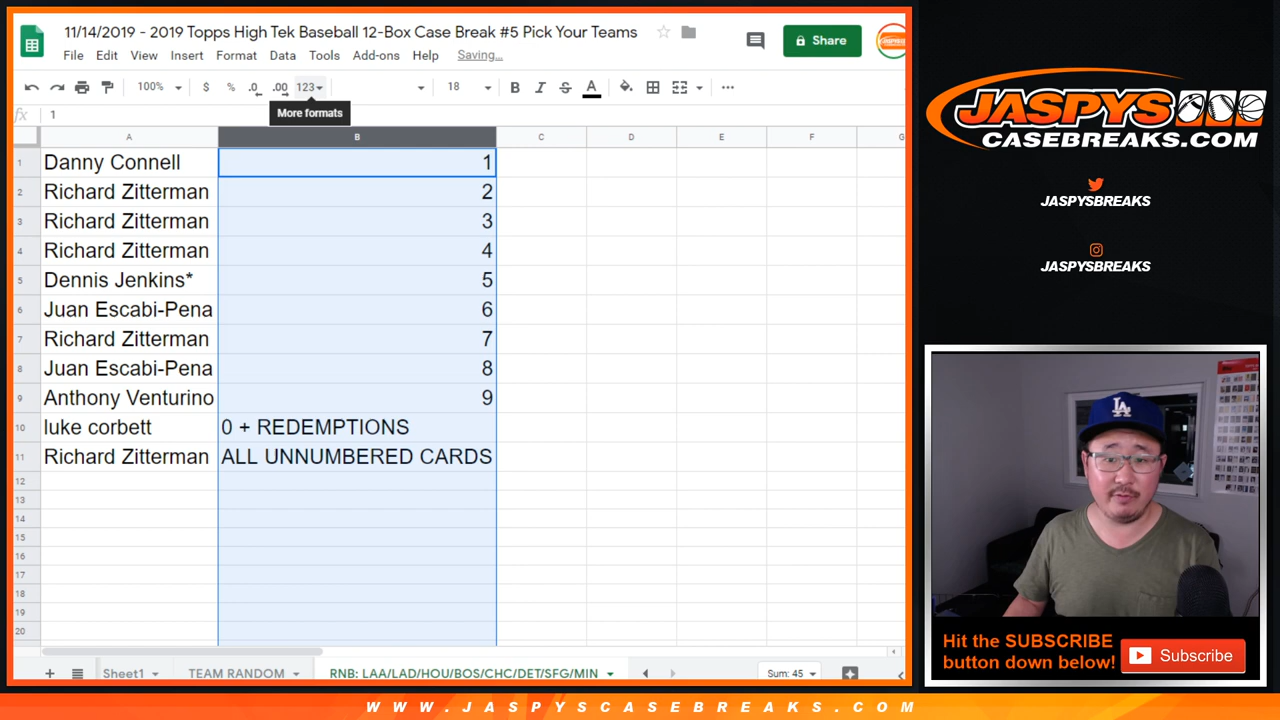 11/14/2019 - 2019 Topps High Tek Baseball 12-Box Case Break #5 Pick Your Teams
Share
File Edit View Insert Format Data Tools Add-ons Help Saving...
100% $ % .0 .00 123 18 B I S A
More formats
fx 1
A B C D E F G
1 Danny Connell 1
2 Richard Zitterman 2
3 Richard Zitterman 3
4 Richard Zitterman 4
5 Dennis Jenkins* 5
6 Juan Escabi-Pena 6
7 Richard Zitterman 7
8 Juan Escabi-Pena 8
9 Anthony Venturino 9
10 luke corbett 0 + REDEMPTIONS
11 Richard Zitterman ALL UNNUMBERED CARDS
12
13
14
15
16
17
18
19
20
Sheet1 TEAM RANDOM RNB: LAA/LAD/HOU/BOS/CHC/DET/SFG/MIN Sum: 45
JASPYS
CASEBREAKS.COM
JASPYSBREAKS
JASPYSBREAKS
LA
Hit the SUBSCRIBE
button down below!
Subscribe
WWW.JASPYSCASEBREAKS.COM